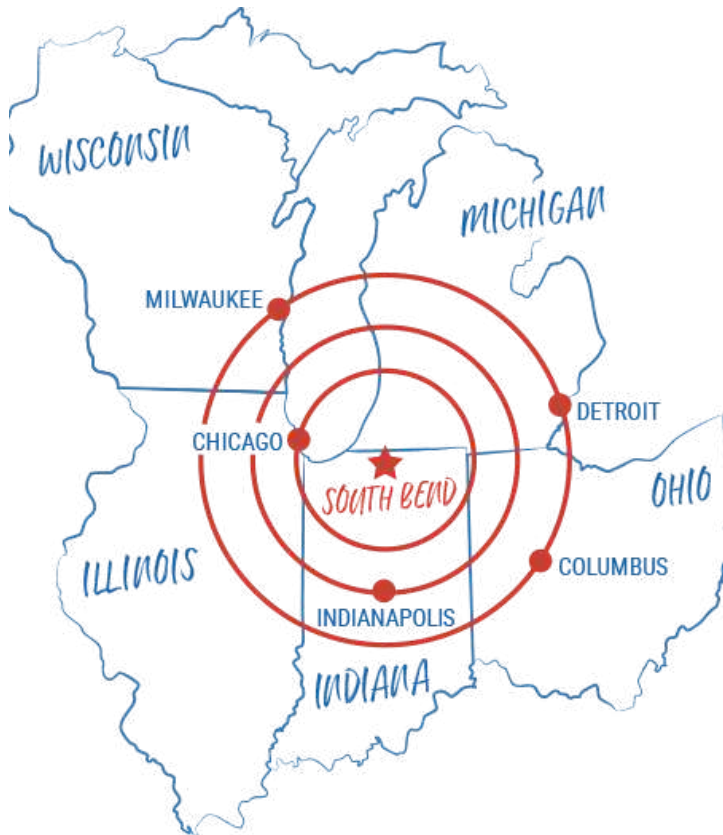 WISCONSIN
MICHIGAN
MILWAUKEE
DETROIT
CHICAGO
SOUTH BEND
OHIO
ILLINOIS
COLUMBUS
INDIANAPOLIS
INDIANA